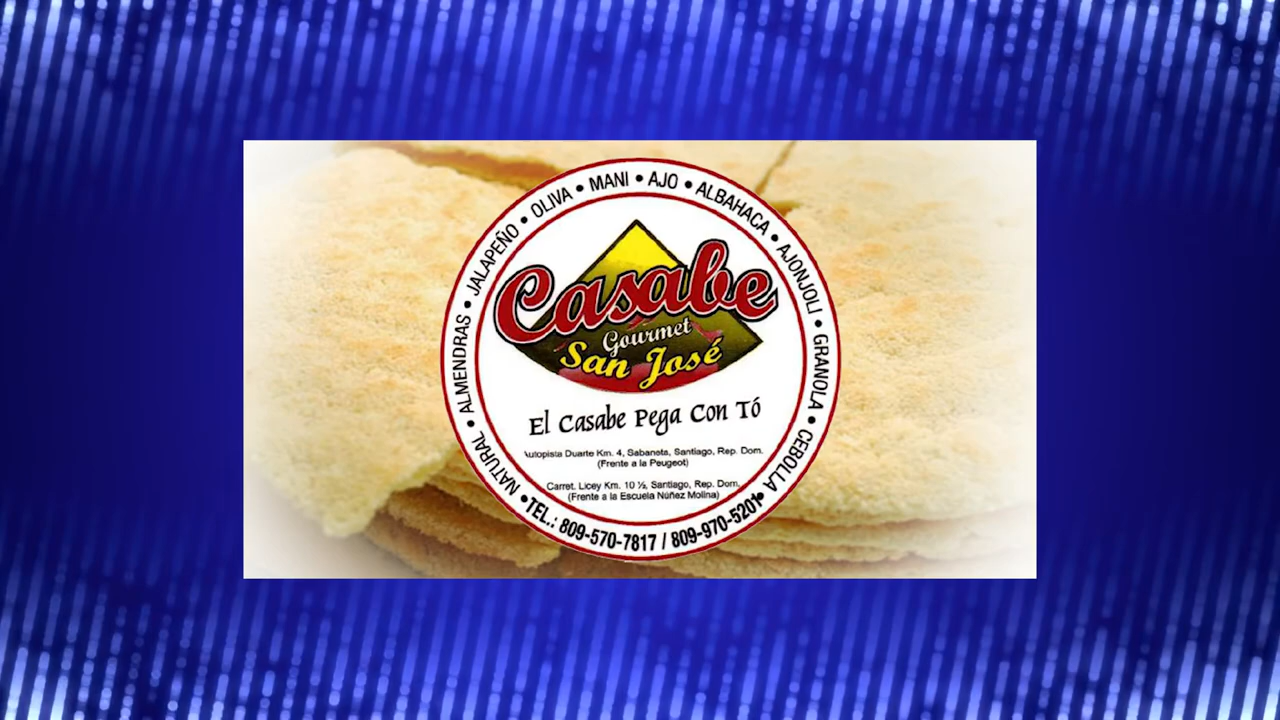 NATURAL • ALMENDRAS • JALAPEÑO • OLIVA • MANI • AJO • ALBAHACA • AJONJOLI • GRANOLA • CEBOLLA
Casabe
Gourmet
San José
El Casabe Pega Con Tó
Autopista Duarte Km. 4, Sabaneta, Santiago, Rep. Dom.
(Frente a la Peugeot)
Carret. Licey Km. 10 ½, Santiago, Rep. Dom.
(Frente a la Escuela Núñez Molina)
• TEL.: 809-570-7817 / 809-970-5201 •